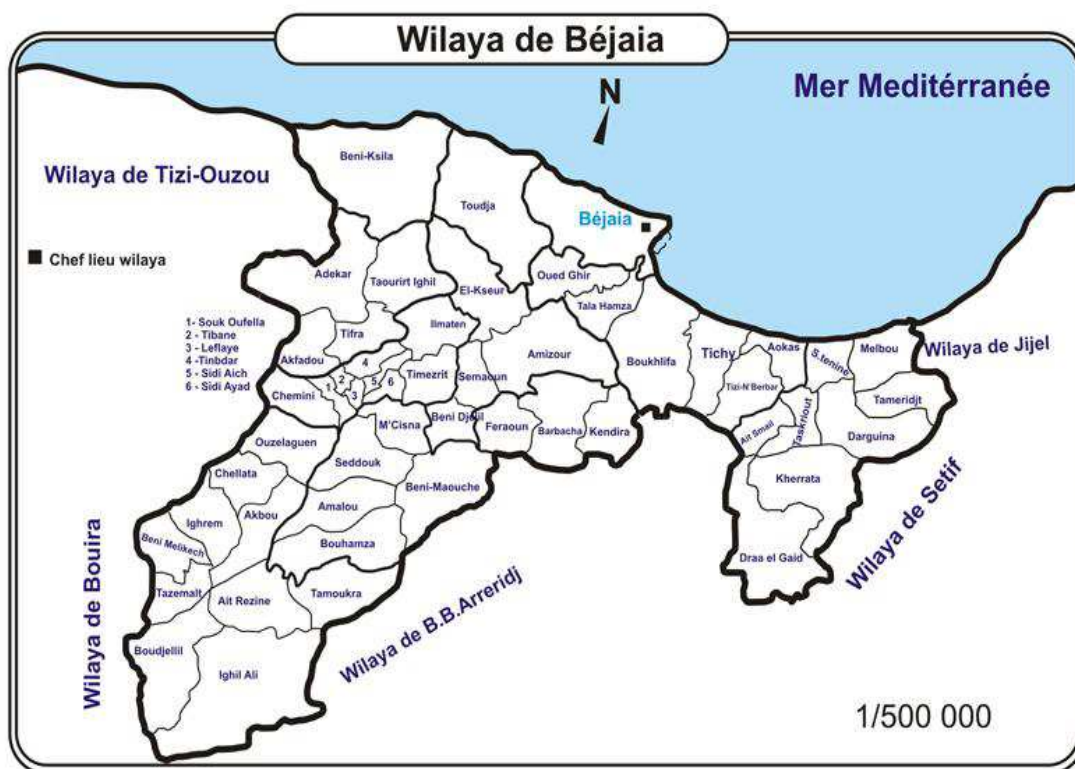 Wilaya de Béjaia
Mer Meditérranée
N
Wilaya de Tizi-Ouzou
Beni-Ksila
Toudja
Béjaia
Chef lieu wilaya
Adekar
Taourirt Ighil
El-Kseur
Oued Ghir
Tala Hamza
1- Souk Oufella
2 - Tibane
3 - Leflaye
4 -Tinbdar
5 - Sidi Aich
6 - Sidi Ayad
Tifra
Ilmaten
Akfadou
Amizour
Boukhlifa
Tichy
Aokas
S.tenine
Melbou
Wilaya de Jijel
4
Chemini
1
2
3
5
6
Timezrit
Semaoun
Tizi-N'Berbar
Tameridjt
M'Cisna
Beni Djelil
Feraoun
Barbacha
Kendira
Ait Smail
Taskriout
Darguina
Ouzelaguen
Seddouk
Chellata
Beni-Maouche
Kherrata
Ighrem
Akbou
Amalou
Beni Melikech
Bouhamza
Draa el Gaid
Wilaya de Setif
Tazemalt
Ait Rezine
Tamoukra
Wilaya de Bouira
Wilaya de B.B.Arreridj
Boudjellil
Ighil Ali
1/500 000